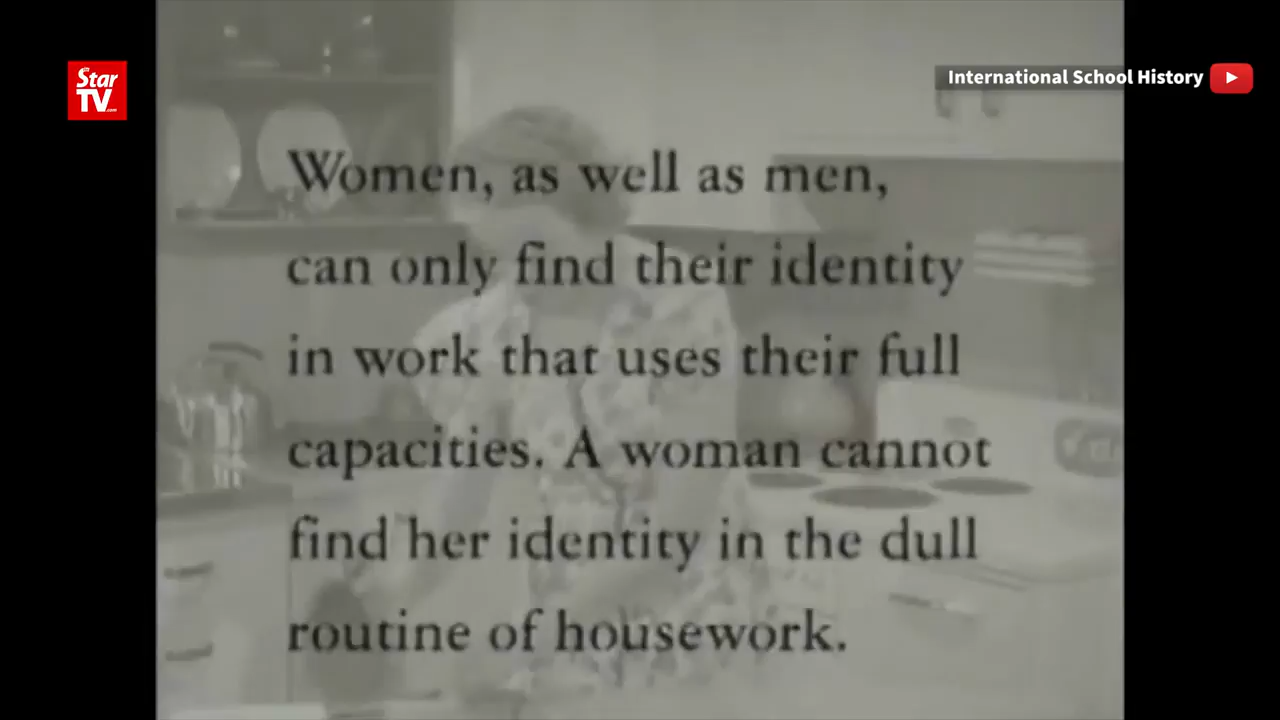 Star
TV.com
International School History
Women, as well as men,
can only find their identity
in work that uses their full
capacities. A woman cannot
find her identity in the dull
routine of housework.